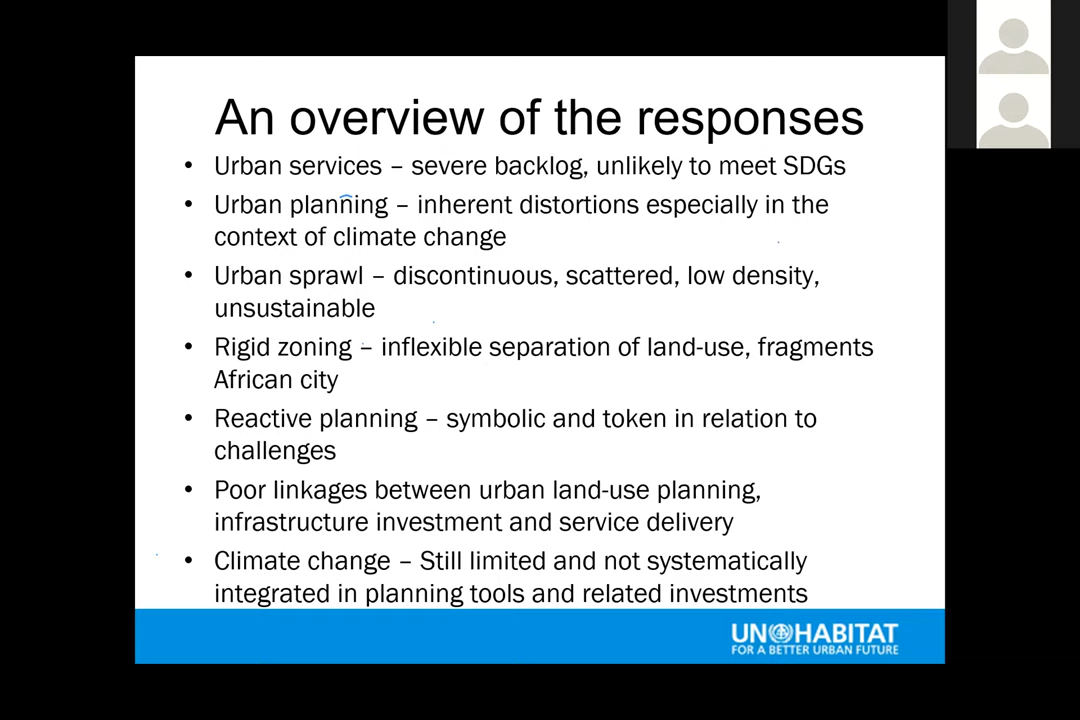 An overview of the responses
• Urban services – severe backlog, unlikely to meet SDGs
• Urban planning – inherent distortions especially in the
context of climate change
• Urban sprawl – discontinuous, scattered, low density,
unsustainable
• Rigid zoning – inflexible separation of land-use, fragments
African city
• Reactive planning – symbolic and token in relation to
challenges
• Poor linkages between urban land-use planning,
infrastructure investment and service delivery
• Climate change – Still limited and not systematically
integrated in planning tools and related investments
UN HABITAT
FOR A BETTER URBAN FUTURE